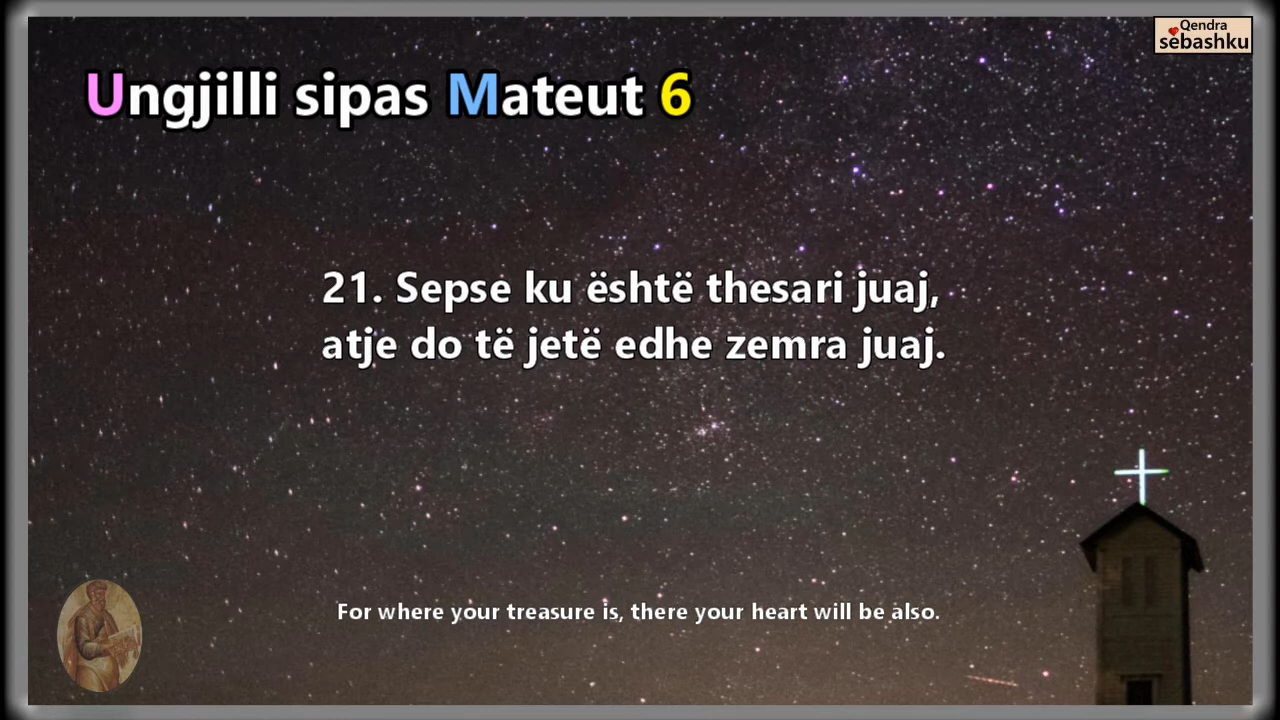 Qendra
sebashku
Ungjilli sipas Mateut 6
21. Sepse ku është thesari juaj,
atje do të jetë edhe zemra juaj.
For where your treasure is, there your heart will be also.